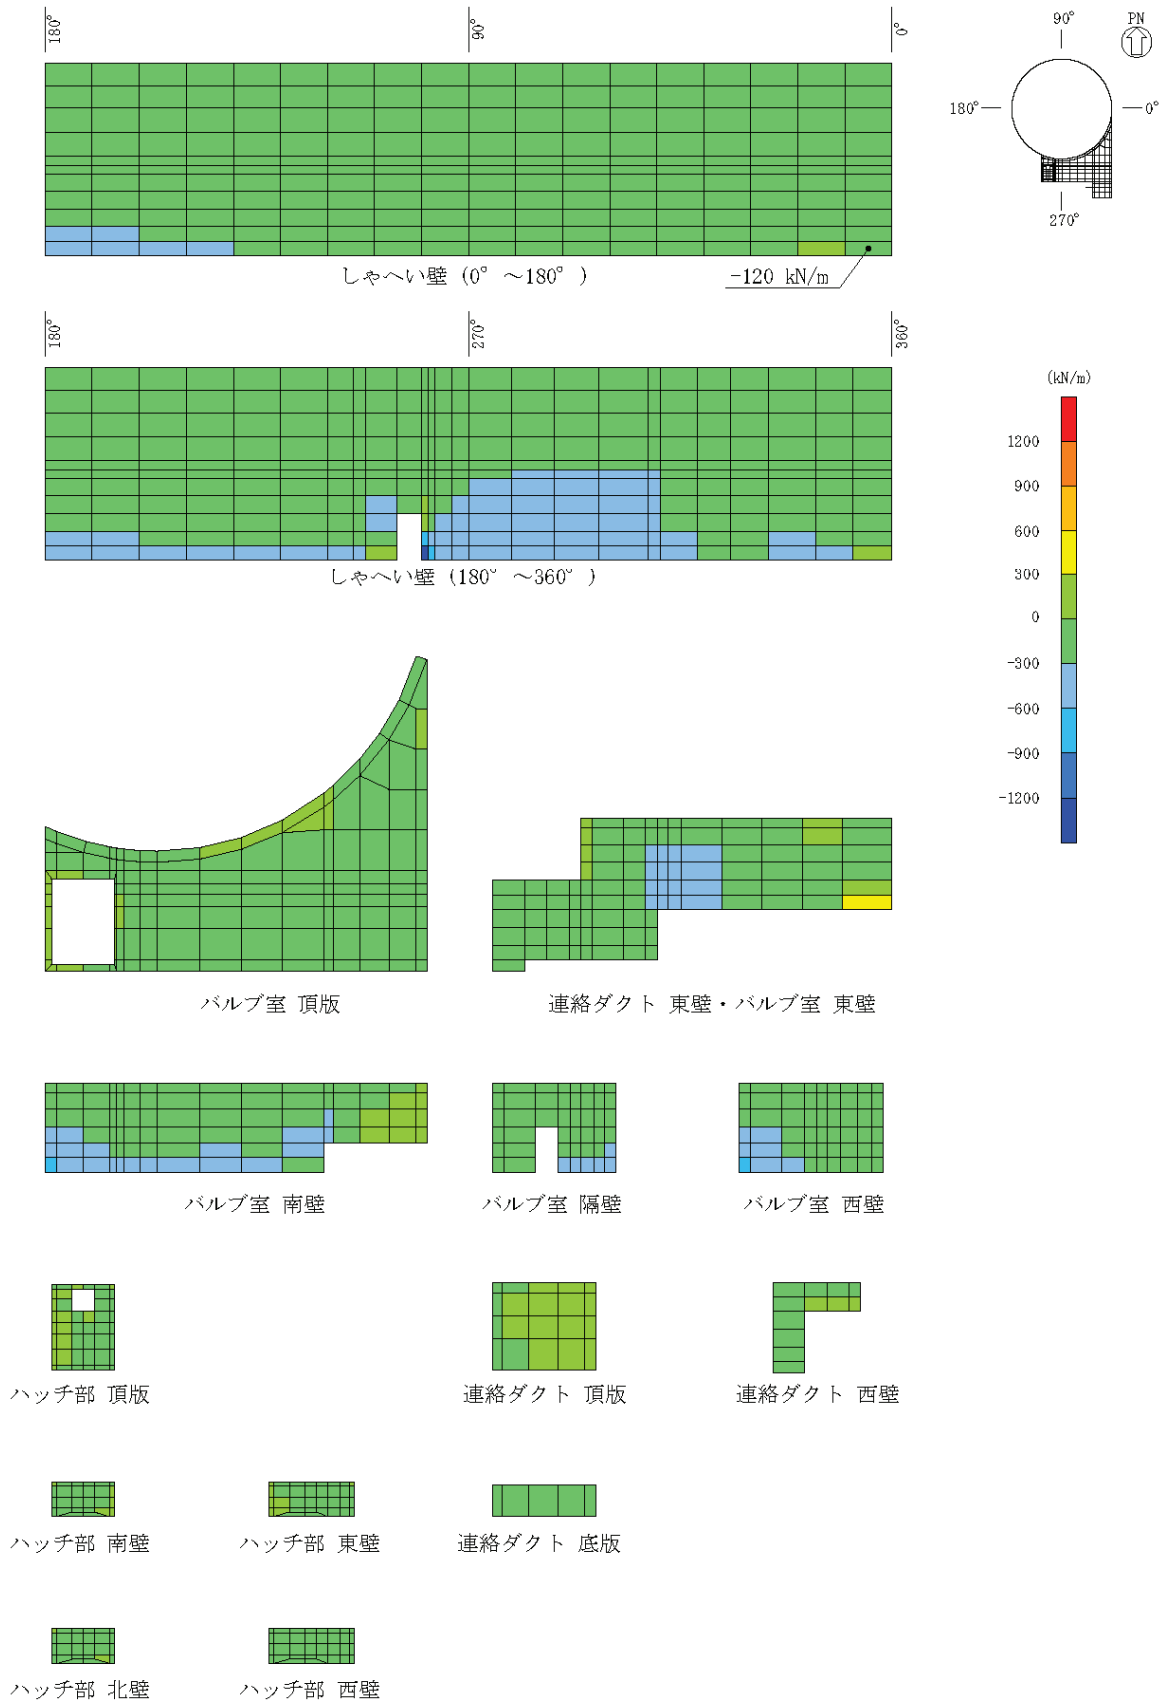 180°
90°
0°
しゃへい壁 (0° ～180° )
-120 kN/m
90°
PN
180°
0°
270°
180°
270°
360°
しゃへい壁 (180° ～360° )
(kN/m)
1200
900
600
300
0
-300
-600
-900
-1200
バルブ室 頂版
連絡ダクト 東壁・バルブ室 東壁
バルブ室 南壁
バルブ室 隔壁
バルブ室 西壁
ハッチ部 頂版
連絡ダクト 頂版
連絡ダクト 西壁
ハッチ部 南壁
ハッチ部 東壁
連絡ダクト 底版
ハッチ部 北壁
ハッチ部 西壁